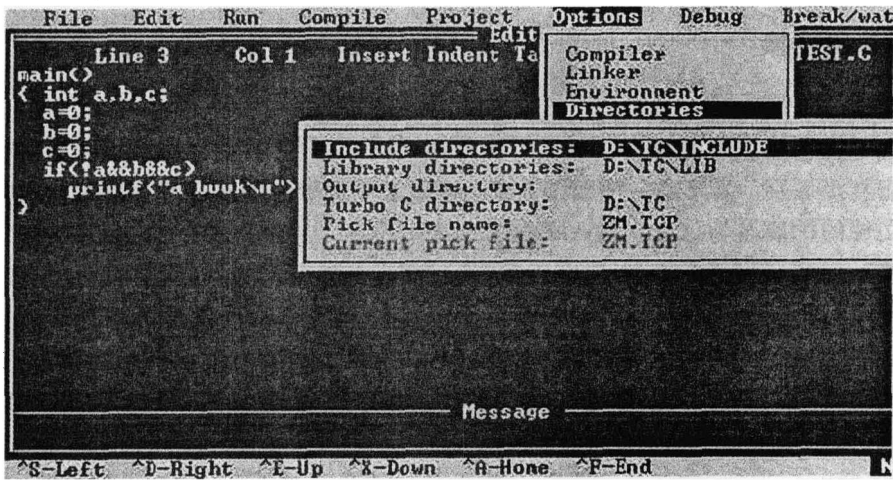 File Edit Run Compile Project Options Debug Break/wat
Edit
Line 3 Col 1 Insert Indent Ta TEST.C
Compiler
Linker
Environment
Directories
main()
{ int a,b,c;
a=0;
b=0;
c=0;
if(!a&&b&&c)
printf("a book\n")
}
Include directories: D:\TC\INCLUDE
Library directories: D:\TC\LIB
Output directory:
Turbo C directory: D:\TC
Pick file name: ZM.TCP
Current pick file: ZM.TCP
Message
^S-Left ^D-Right ^E-Up ^X-Down ^A-Home ^F-End N